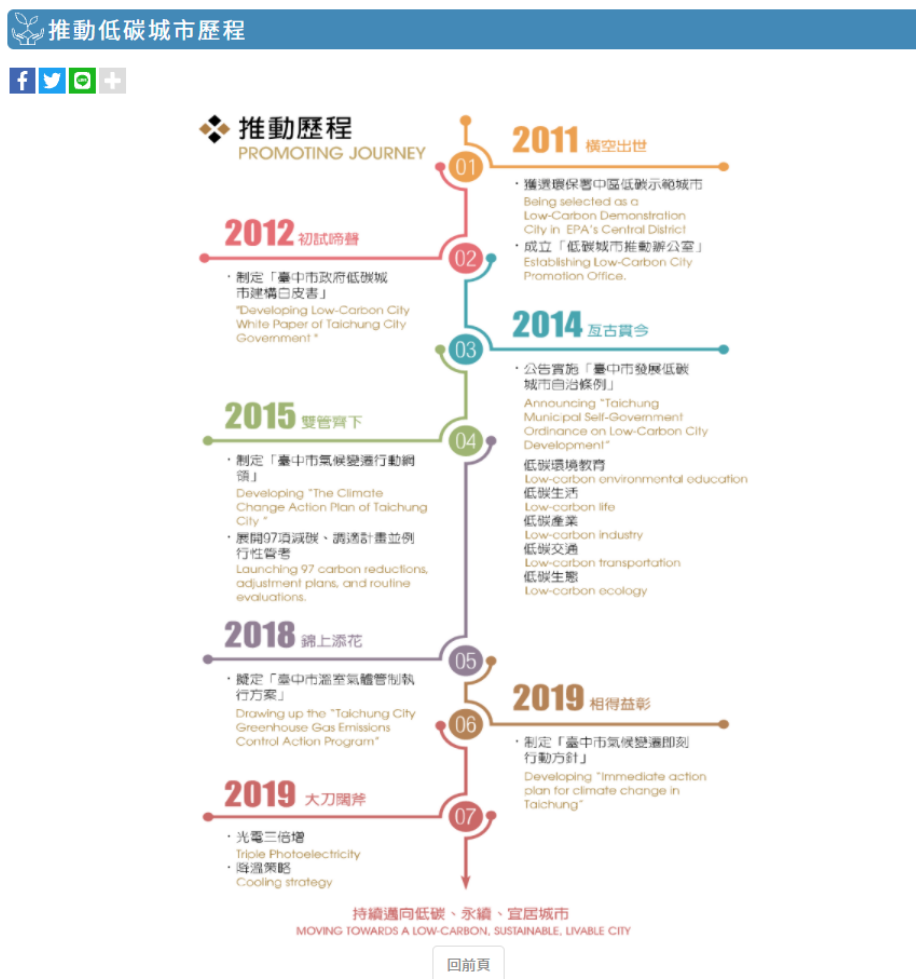 推動低碳城市歷程
推動歷程
PROMOTING JOURNEY
01
2011 橫空出世
・獲選環保署中區低碳示範城市
Being selected as a
Low-Carbon Demonstration
City in EPA's Central District
・成立「低碳城市推動辦公室」
Establishing Low-Carbon City
Promotion Office.
2012 初試啼聲
02
・制定「臺中市政府低碳城
市建構白皮書」
"Developing Low-Carbon City
White Paper of Taichung City
Government "
2014 亙古貫今
03
・公告實施「臺中市發展低碳
城市自治條例」
Announcing "Taichung
Municipal Self-Government
Ordinance on Low-Carbon City
Development"
低碳環境教育
Low-carbon environmental education
低碳生活
Low-carbon life
低碳產業
Low-carbon industry
低碳交通
Low-carbon transportation
低碳生態
Low-carbon ecology
2015 雙管齊下
04
・制定「臺中市氣候變遷行動綱
領」
Developing "The Climate
Change Action Plan of Taichung
City "
・展開97項減碳、調適計畫並例
行性管考
Launching 97 carbon reductions,
adjustment plans, and routine
evaluations.
2018 錦上添花
05
・擬定「臺中市溫室氣體管制執
行方案」
Drawing up the "Taichung City
Greenhouse Gas Emissions
Control Action Program"
2019 相得益彰
06
・制定「臺中市氣候變遷即刻
行動方針」
Developing "Immediate action
plan for climate change in
Taichung"
2019 大刀闊斧
07
・光電三倍增
Triple Photoelectricity
・降溫策略
Cooling strategy
持續邁向低碳、永續、宜居城市
MOVING TOWARDS A LOW-CARBON, SUSTAINABLE, LIVABLE CITY
回前頁